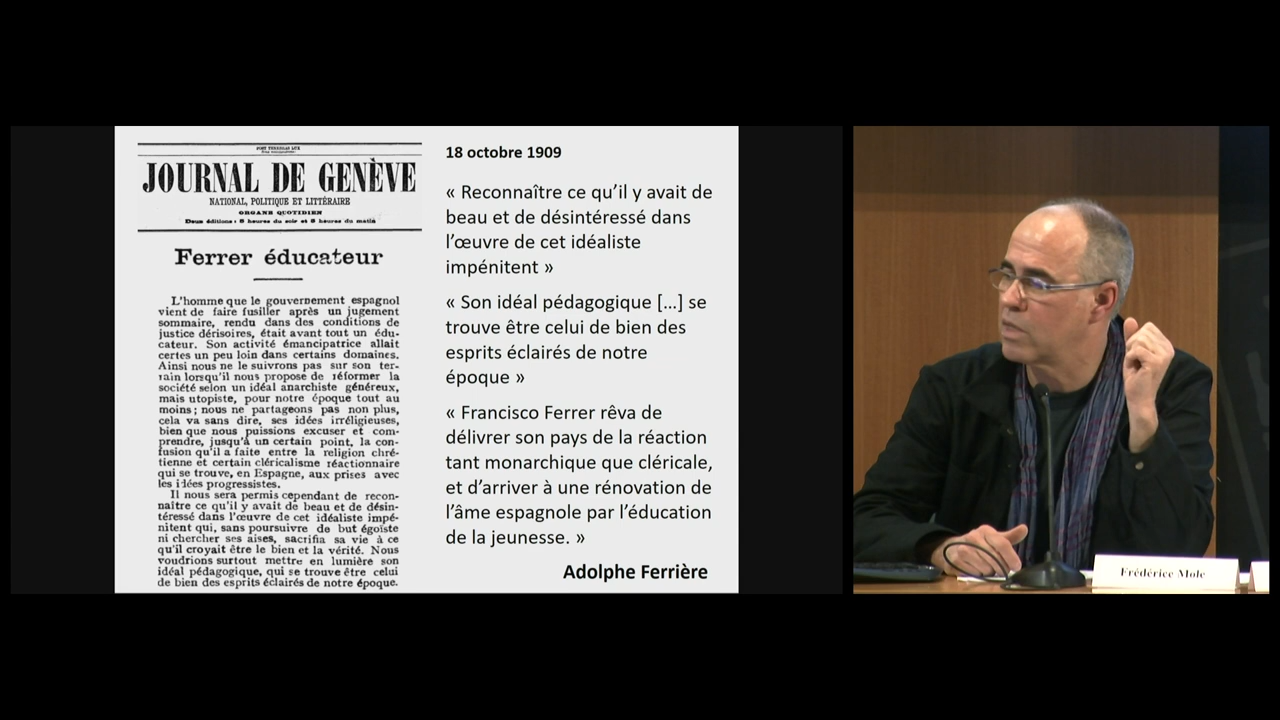 JOURNAL DE GENÈVE
NATIONAL, POLITIQUE ET LITTÉRAIRE
ORGANE QUOTIDIEN
Deux éditions : 5 heures du soir et 5 heures du matin
Ferrer éducateur
L'homme que le gouvernement espagnol
vient de faire fusiller après un jugement
sommaire, rendu dans des conditions de
justice dérisoires, était avant tout un édu-
cateur. Son activité émancipatrice allait
certes un peu loin dans certains domaines.
Ainsi nous ne le suivrons pas sur son ter-
rain lorsqu'il nous propose de réformer la
société selon un idéal anarchiste généreux,
mais utopiste, pour notre époque tout au
moins ; nous ne partageons pas non plus,
cela va sans dire, ses idées irréligieuses,
bien que nous puissions excuser et com-
prendre, jusqu'à un certain point, la con-
fusion qu'il a faite entre la religion chré-
tienne et certain cléricalisme réactionnaire
qui se trouve, en Espagne, aux prises avec
les idées progressistes.
Il nous sera permis cependant de recon-
naître ce qu'il y avait de beau et de désin-
téressé dans l'œuvre de cet idéaliste impé-
nitent qui, sans poursuivre de but égoïste
ni chercher ses aises, sacrifia sa vie à ce
qu'il croyait être le bien et la vérité. Nous
voudrions surtout mettre en lumière son
idéal pédagogique, qui se trouve être celui
de bien des esprits éclairés de notre époque.
18 octobre 1909
« Reconnaître ce qu'il y avait de
beau et de désintéressé dans
l'œuvre de cet idéaliste
impénitent »
« Son idéal pédagogique [...] se
trouve être celui de bien des
esprits éclairés de notre
époque »
« Francisco Ferrer rêva de
délivrer son pays de la réaction
tant monarchique que cléricale,
et d'arriver à une rénovation de
l'âme espagnole par l'éducation
de la jeunesse. »
Adolphe Ferrière
Frédérice Mole